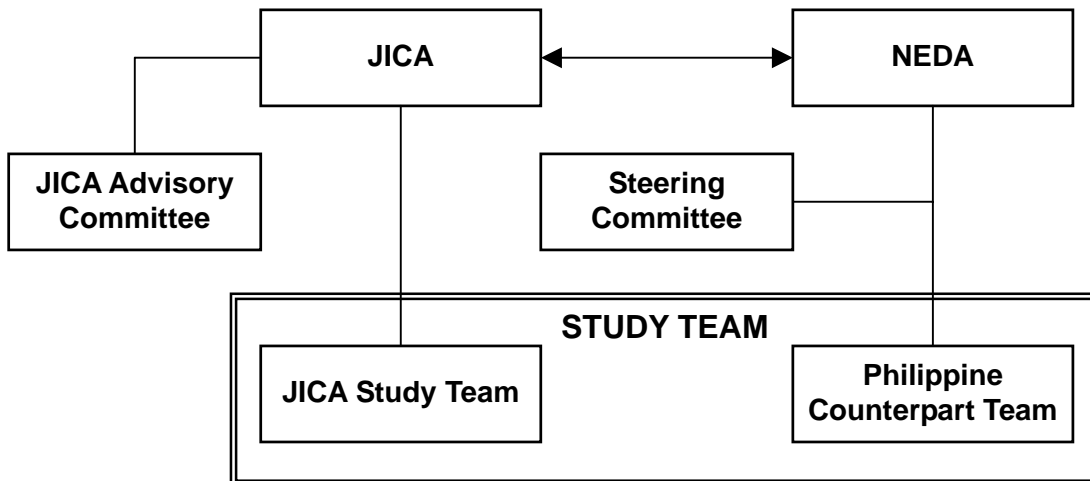 JICA
NEDA
JICA Advisory
Committee
Steering
Committee
STUDY TEAM
JICA Study Team
Philippine
Counterpart Team